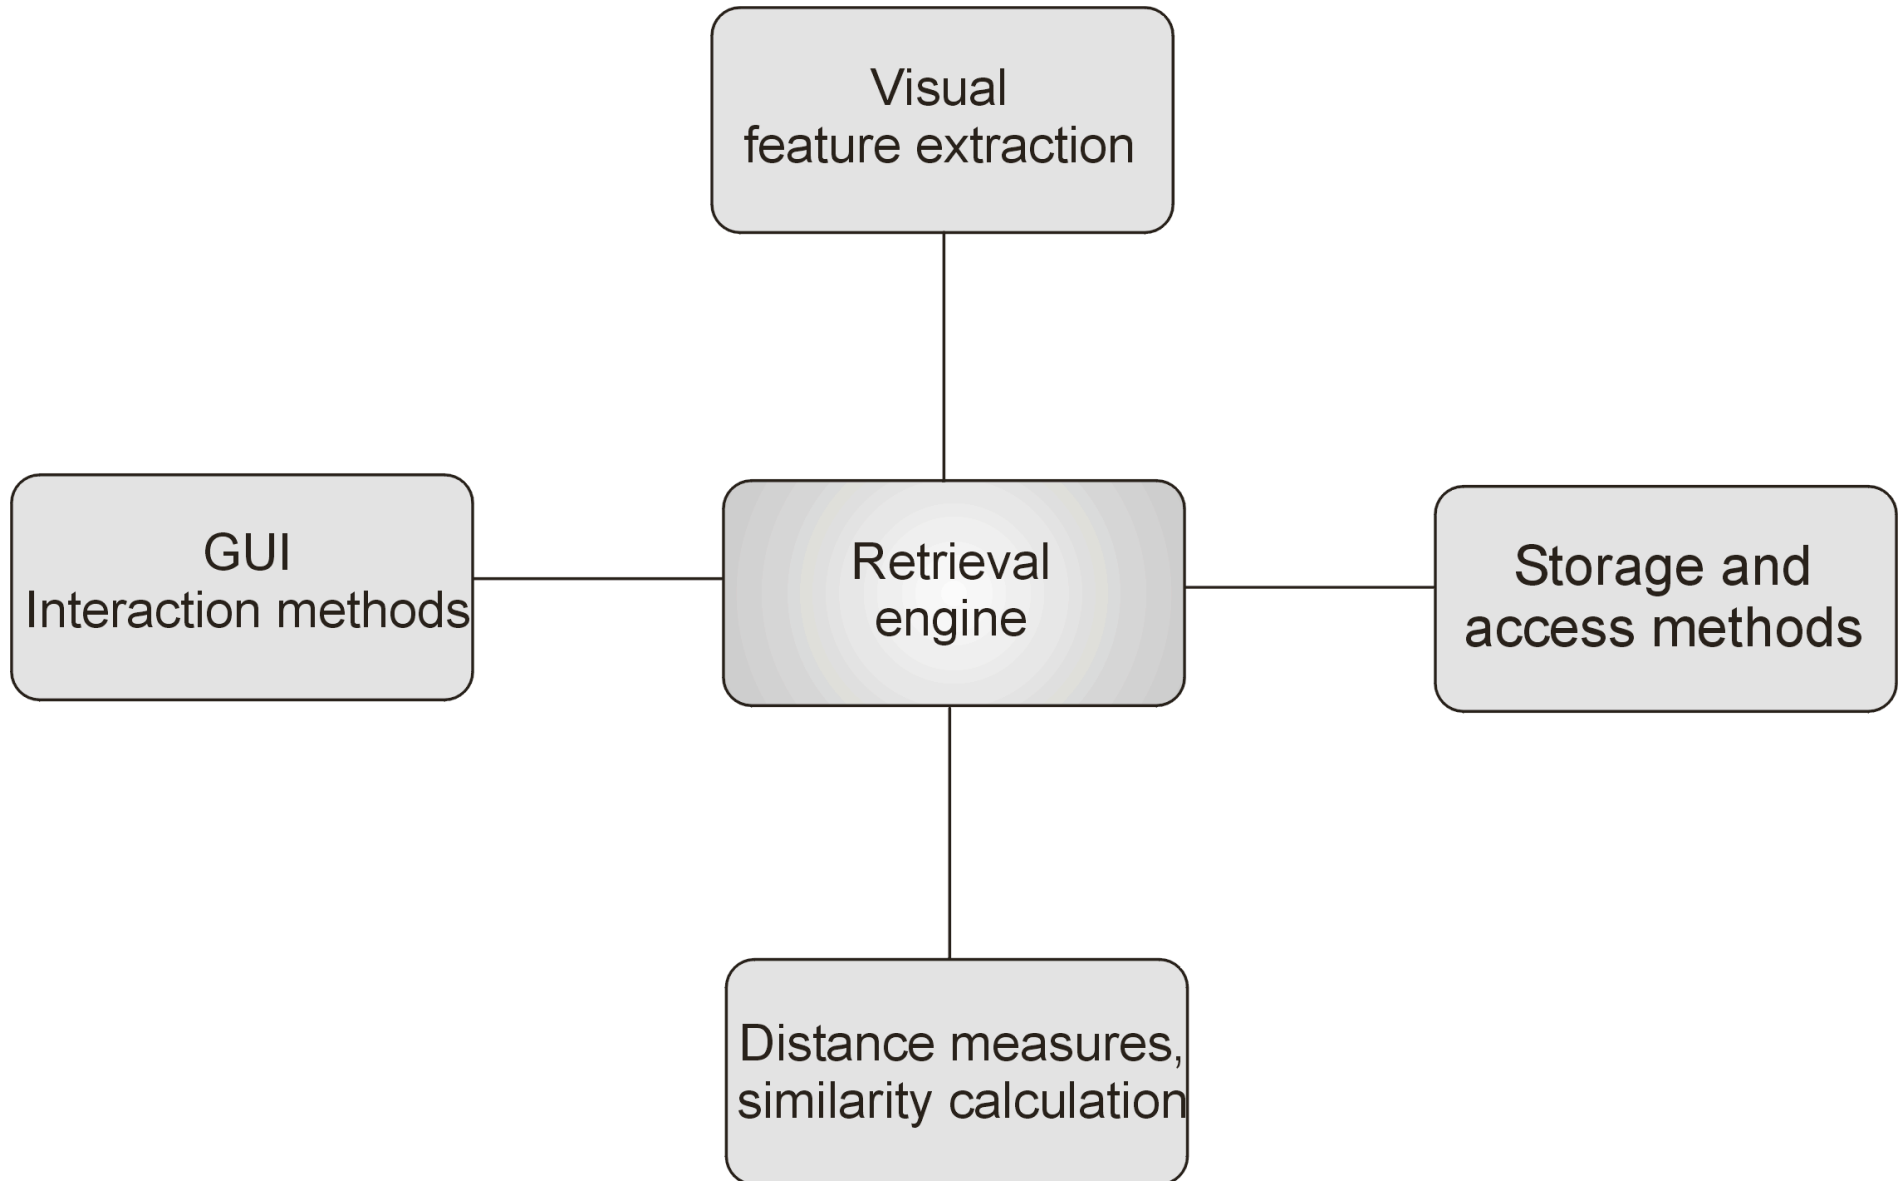 Visual
feature extraction
GUI
Interaction methods
Retrieval
engine
Storage and
access methods
Distance measures,
similarity calculation